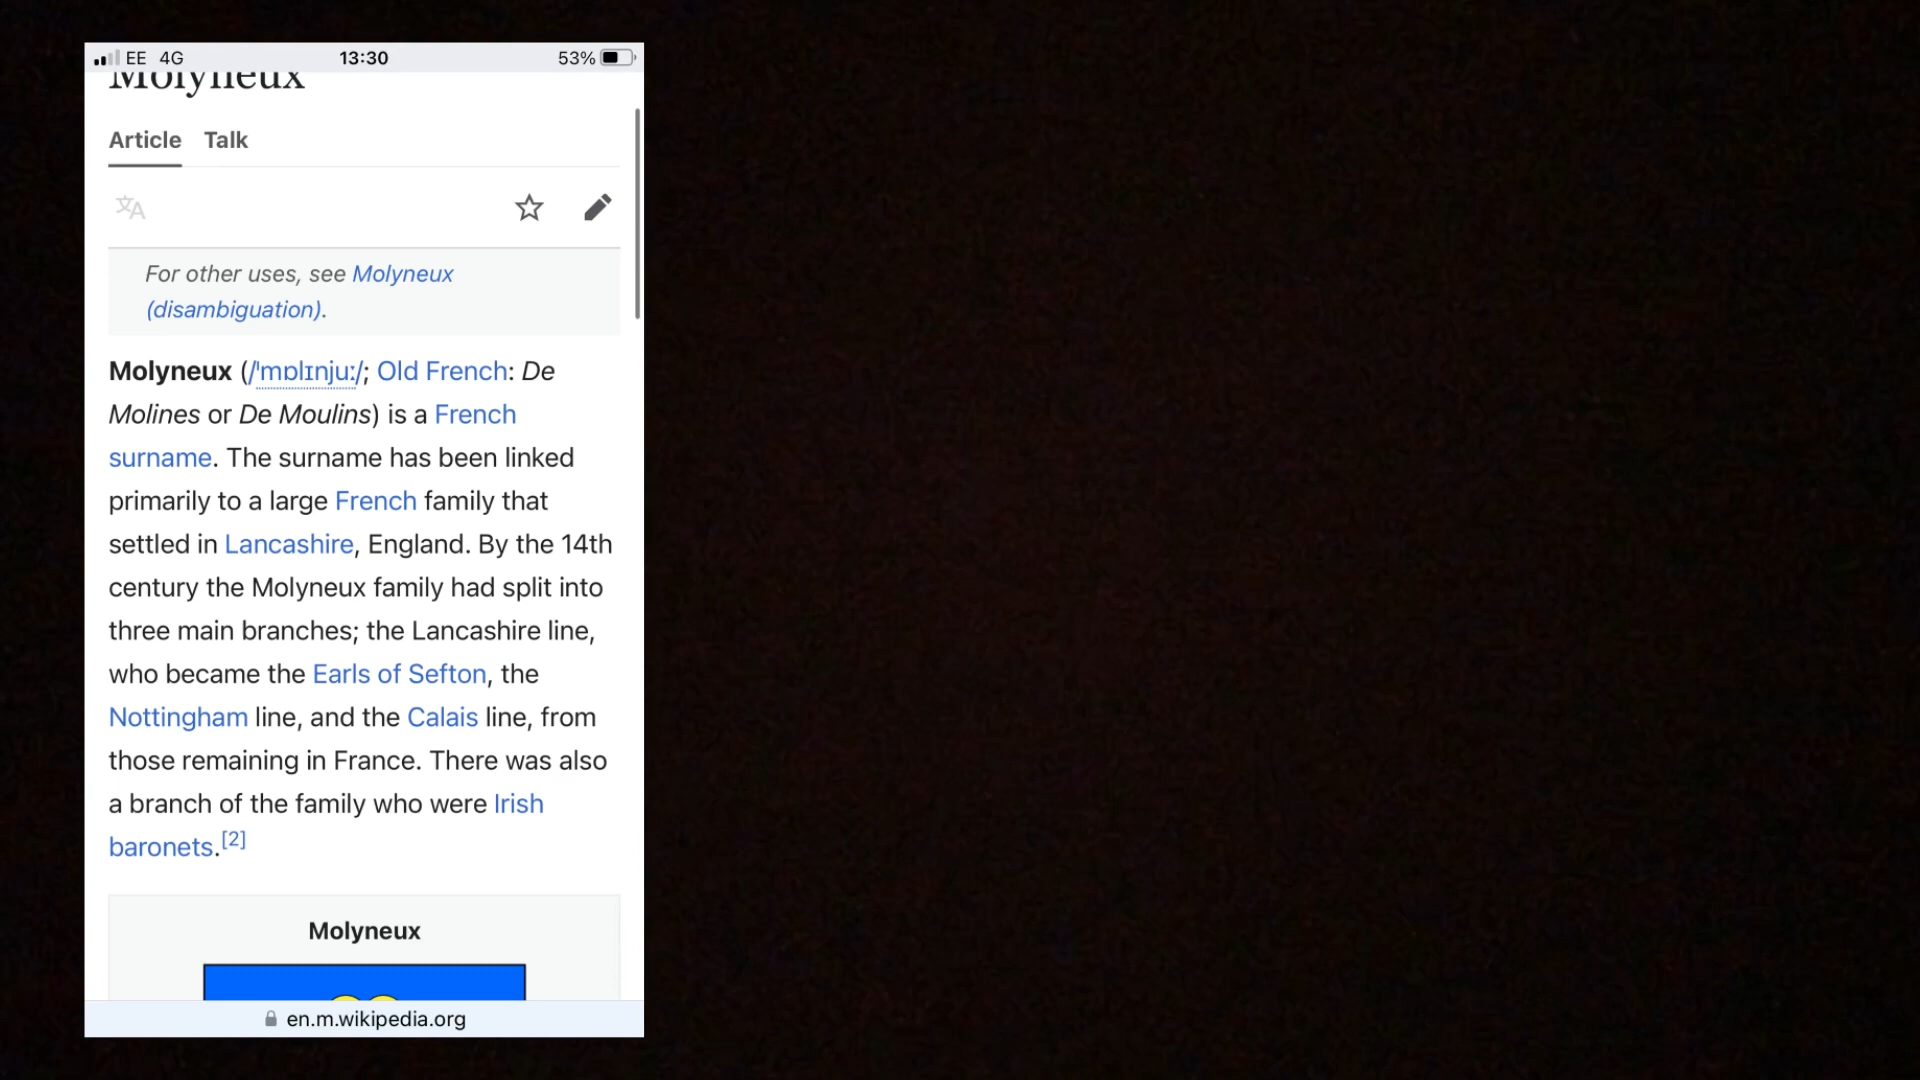 EE 4G 13:30 53%
Molyneux
Article Talk
For other uses, see Molyneux
(disambiguation).
Molyneux (/ˈmɒlɪnjuː/; Old French: De
Molines or De Moulins) is a French
surname. The surname has been linked
primarily to a large French family that
settled in Lancashire, England. By the 14th
century the Molyneux family had split into
three main branches; the Lancashire line,
who became the Earls of Sefton, the
Nottingham line, and the Calais line, from
those remaining in France. There was also
a branch of the family who were Irish
baronets.[2]
Molyneux
en.m.wikipedia.org